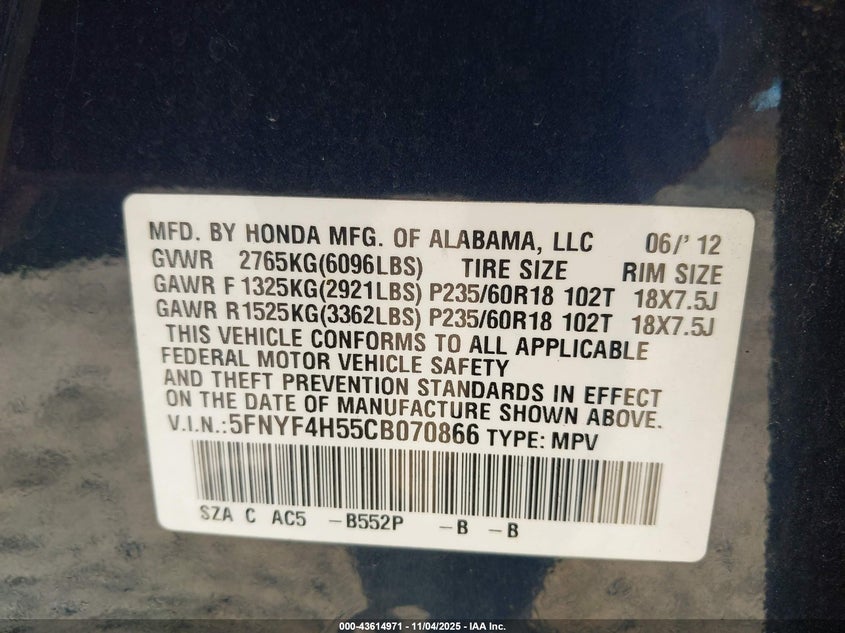 MFD. BY HONDA MFG. OF ALABAMA, LLC 06/' 12
GVWR 2765KG(6096LBS) TIRE SIZE RIM SIZE
GAWR F 1325KG(2921LBS) P235/60R18 102T 18X7.5J
GAWR R1525KG(3362LBS) P235/60R18 102T 18X7.5J
THIS VEHICLE CONFORMS TO ALL APPLICABLE
FEDERAL MOTOR VEHICLE SAFETY
AND THEFT PREVENTION STANDARDS IN EFFECT
ON THE DATE OF MANUFACTURE SHOWN ABOVE.
V.I.N.:5FNYF4H55CB070866 TYPE: MPV
SZA C AC5 -B552P -B -B
000-43614971 - 11/04/2025 - IAA Inc.